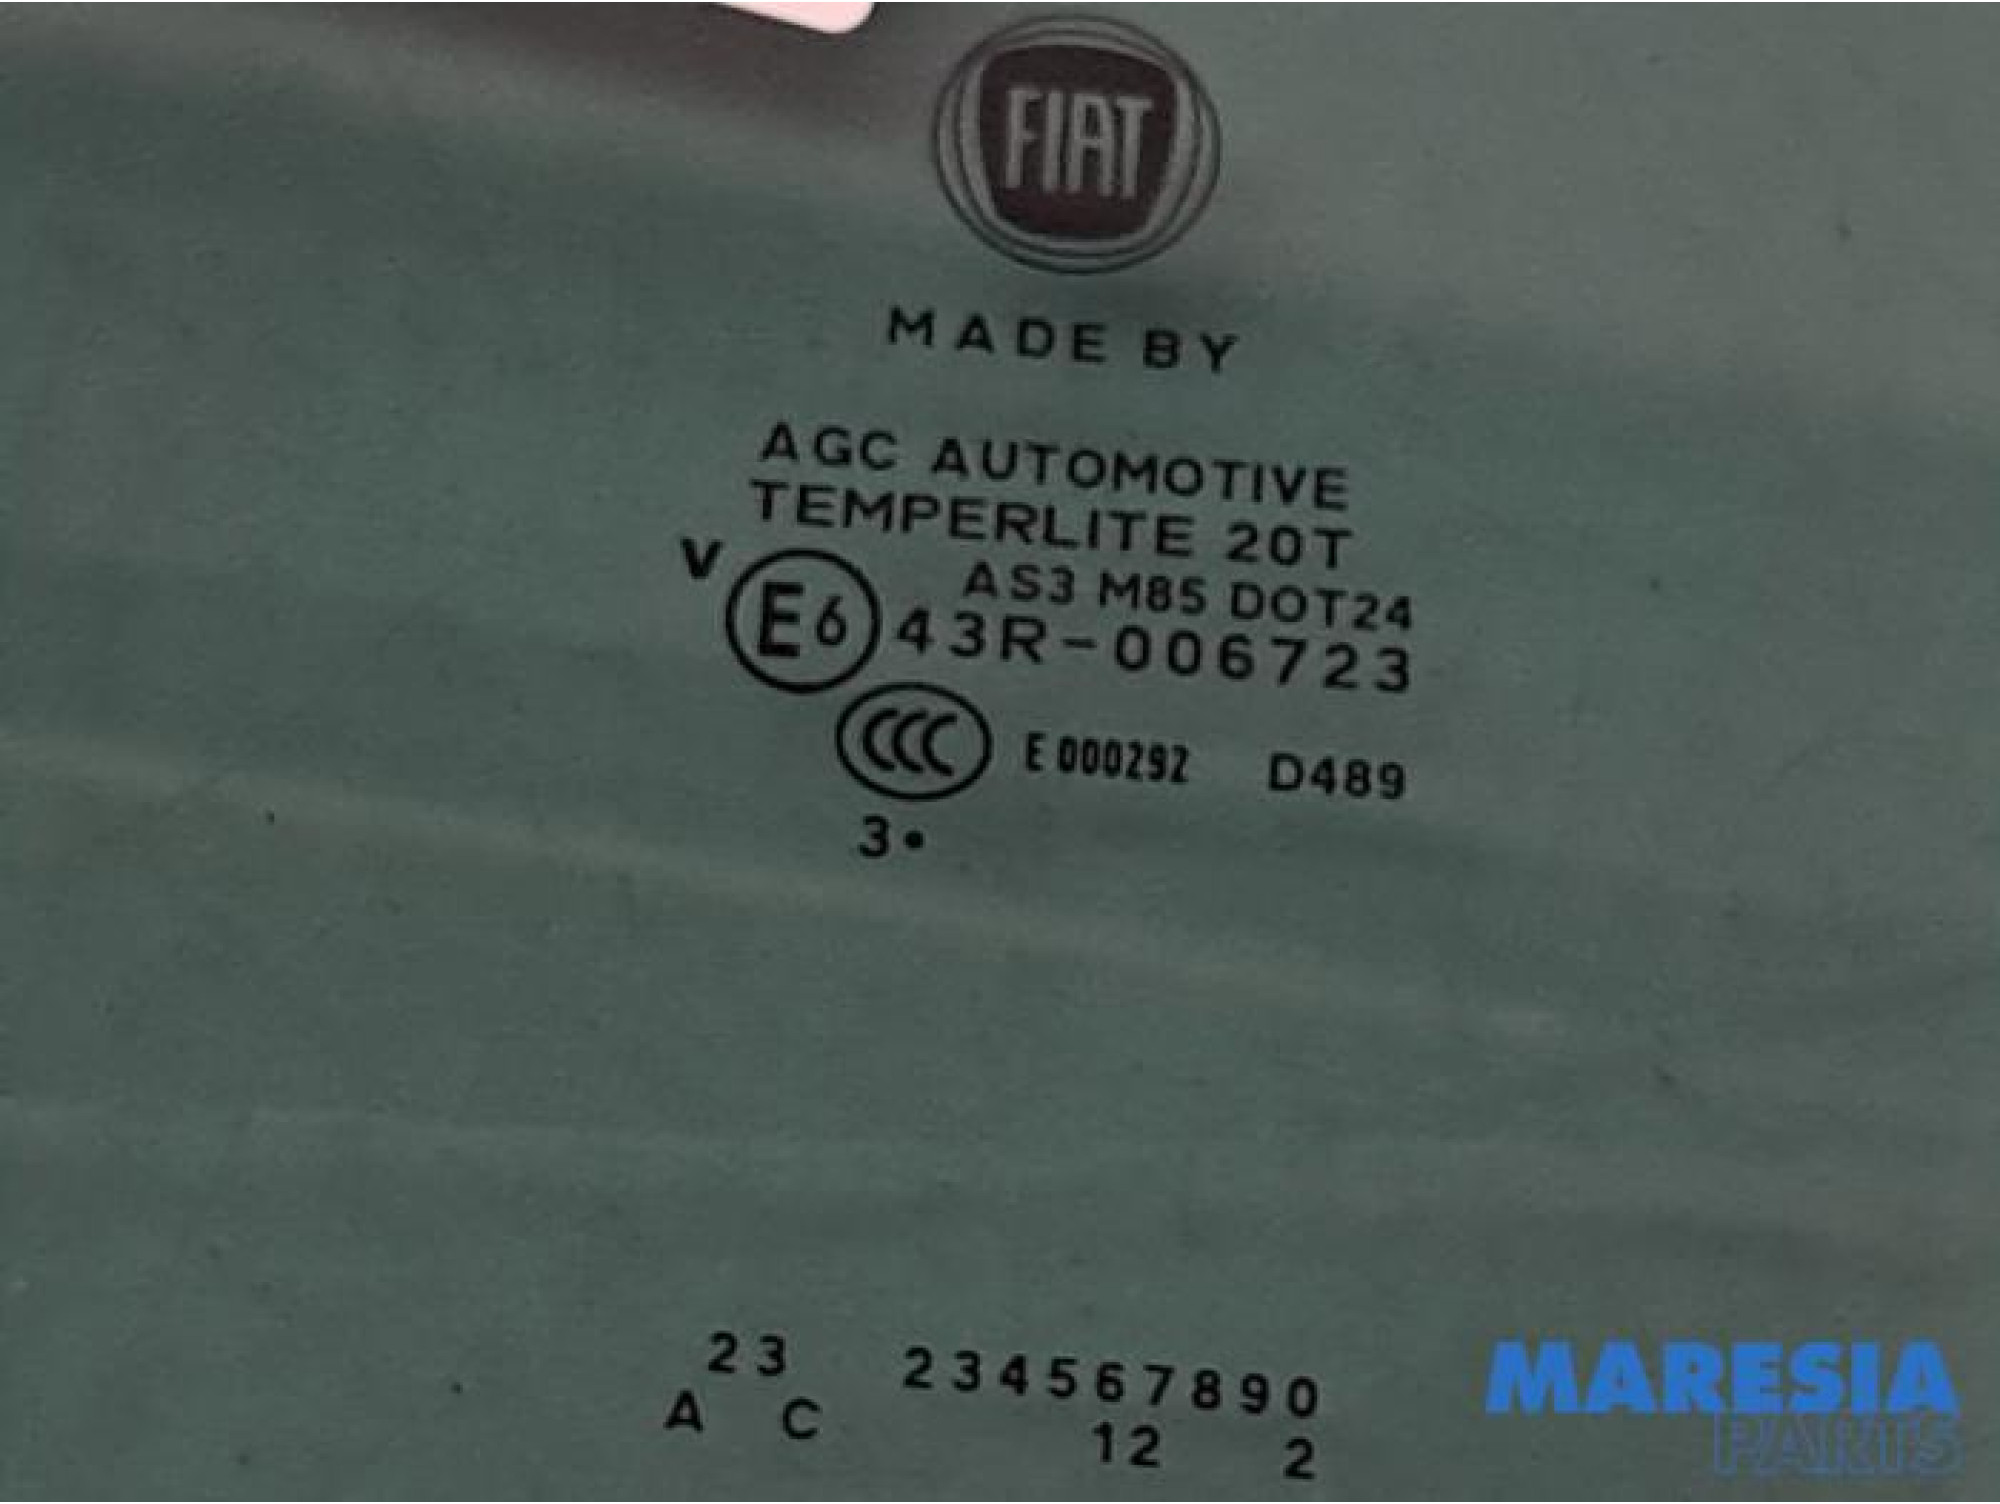 FIAT
MADE BY
AGC AUTOMOTIVE
TEMPERLITE 20T
V
AS3 M85 DOT24
E6 43R-006723
CCC E 000292 D489
3•
23 234567890
A C 12 2
MARESIA
PARTS